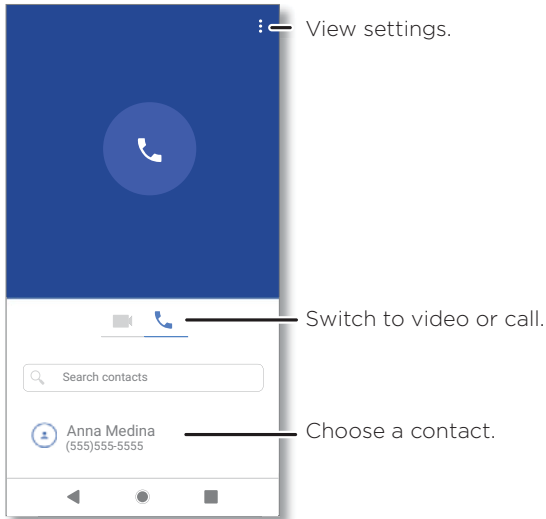 View settings.
Switch to video or call.
Search contacts
Anna Medina
(555)555-5555
Choose a contact.